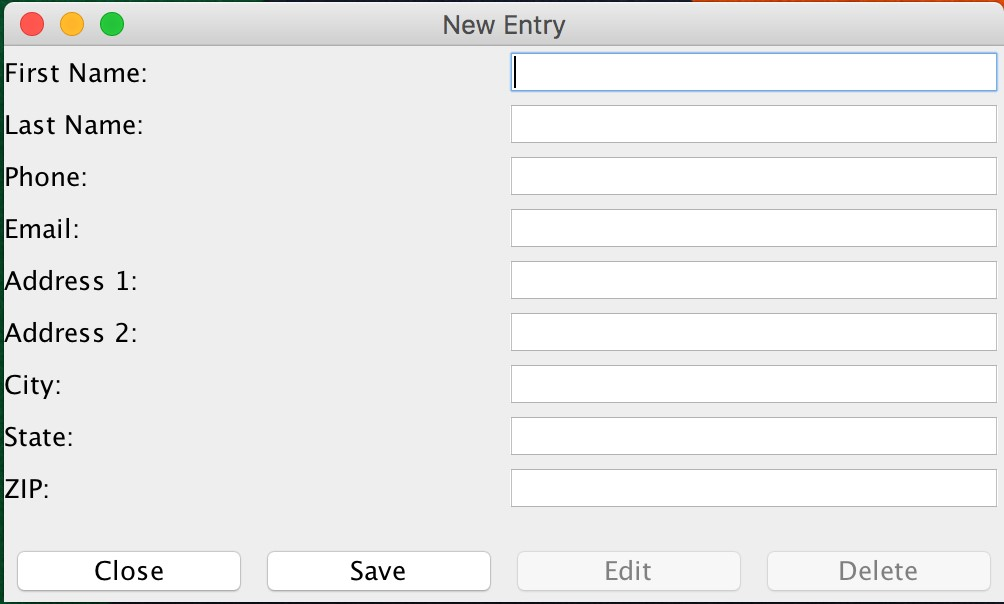 New Entry
First Name:
Last Name:
Phone:
Email:
Address 1:
Address 2:
City:
State:
ZIP:
Close Save Edit Delete